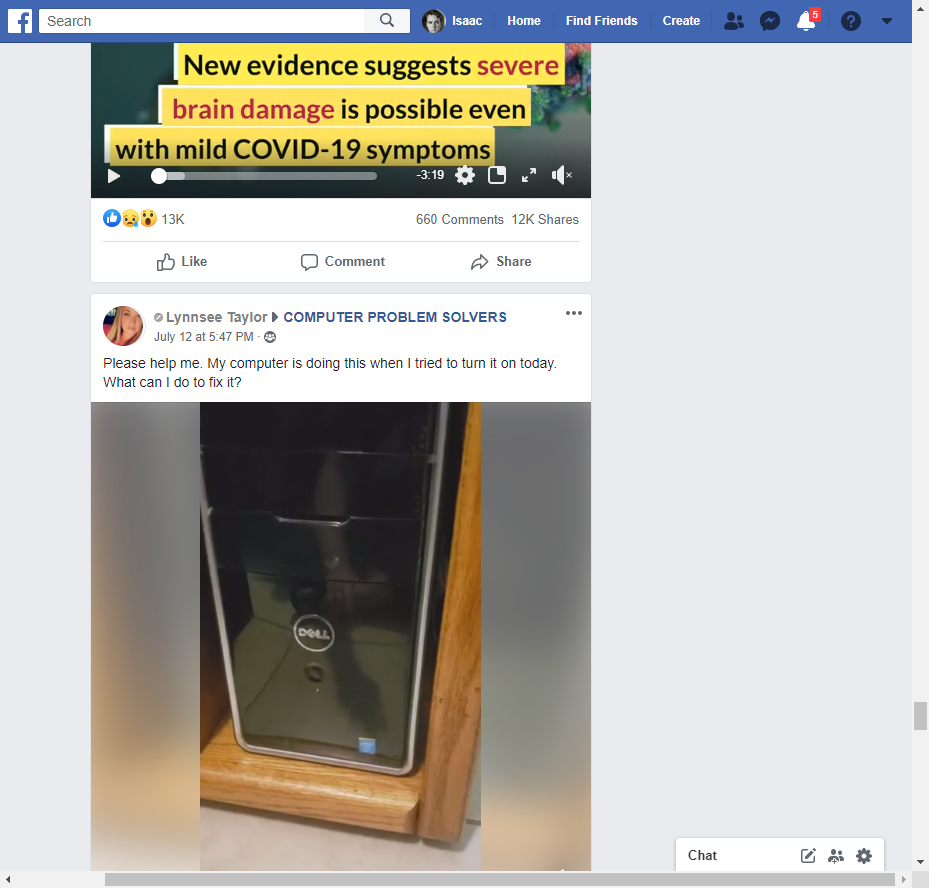 Search
Isaac
Home
Find Friends
Create
5
New evidence suggests severe
brain damage is possible even
with mild COVID-19 symptoms
-3:19
13K
660 Comments 12K Shares
Like
Comment
Share
Lynnsee Taylor COMPUTER PROBLEM SOLVERS
July 12 at 5:47 PM ·
Please help me. My computer is doing this when I tried to turn it on today.
What can I do to fix it?
DELL
Chat